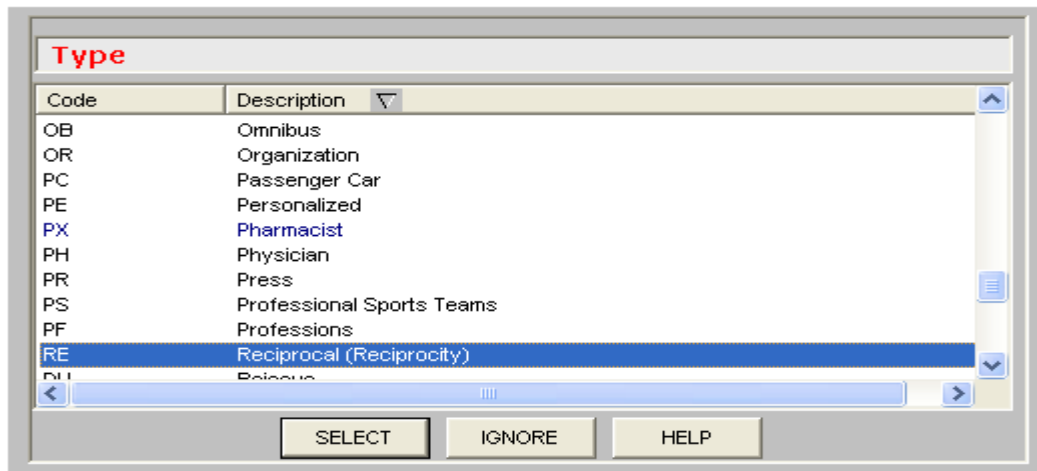 Type
Code Description
OB Omnibus
OR Organization
PC Passenger Car
PE Personalized
PX Pharmacist
PH Physician
PR Press
PS Professional Sports Teams
PF Professions
RE Reciprocal (Reciprocity)
SELECT IGNORE HELP